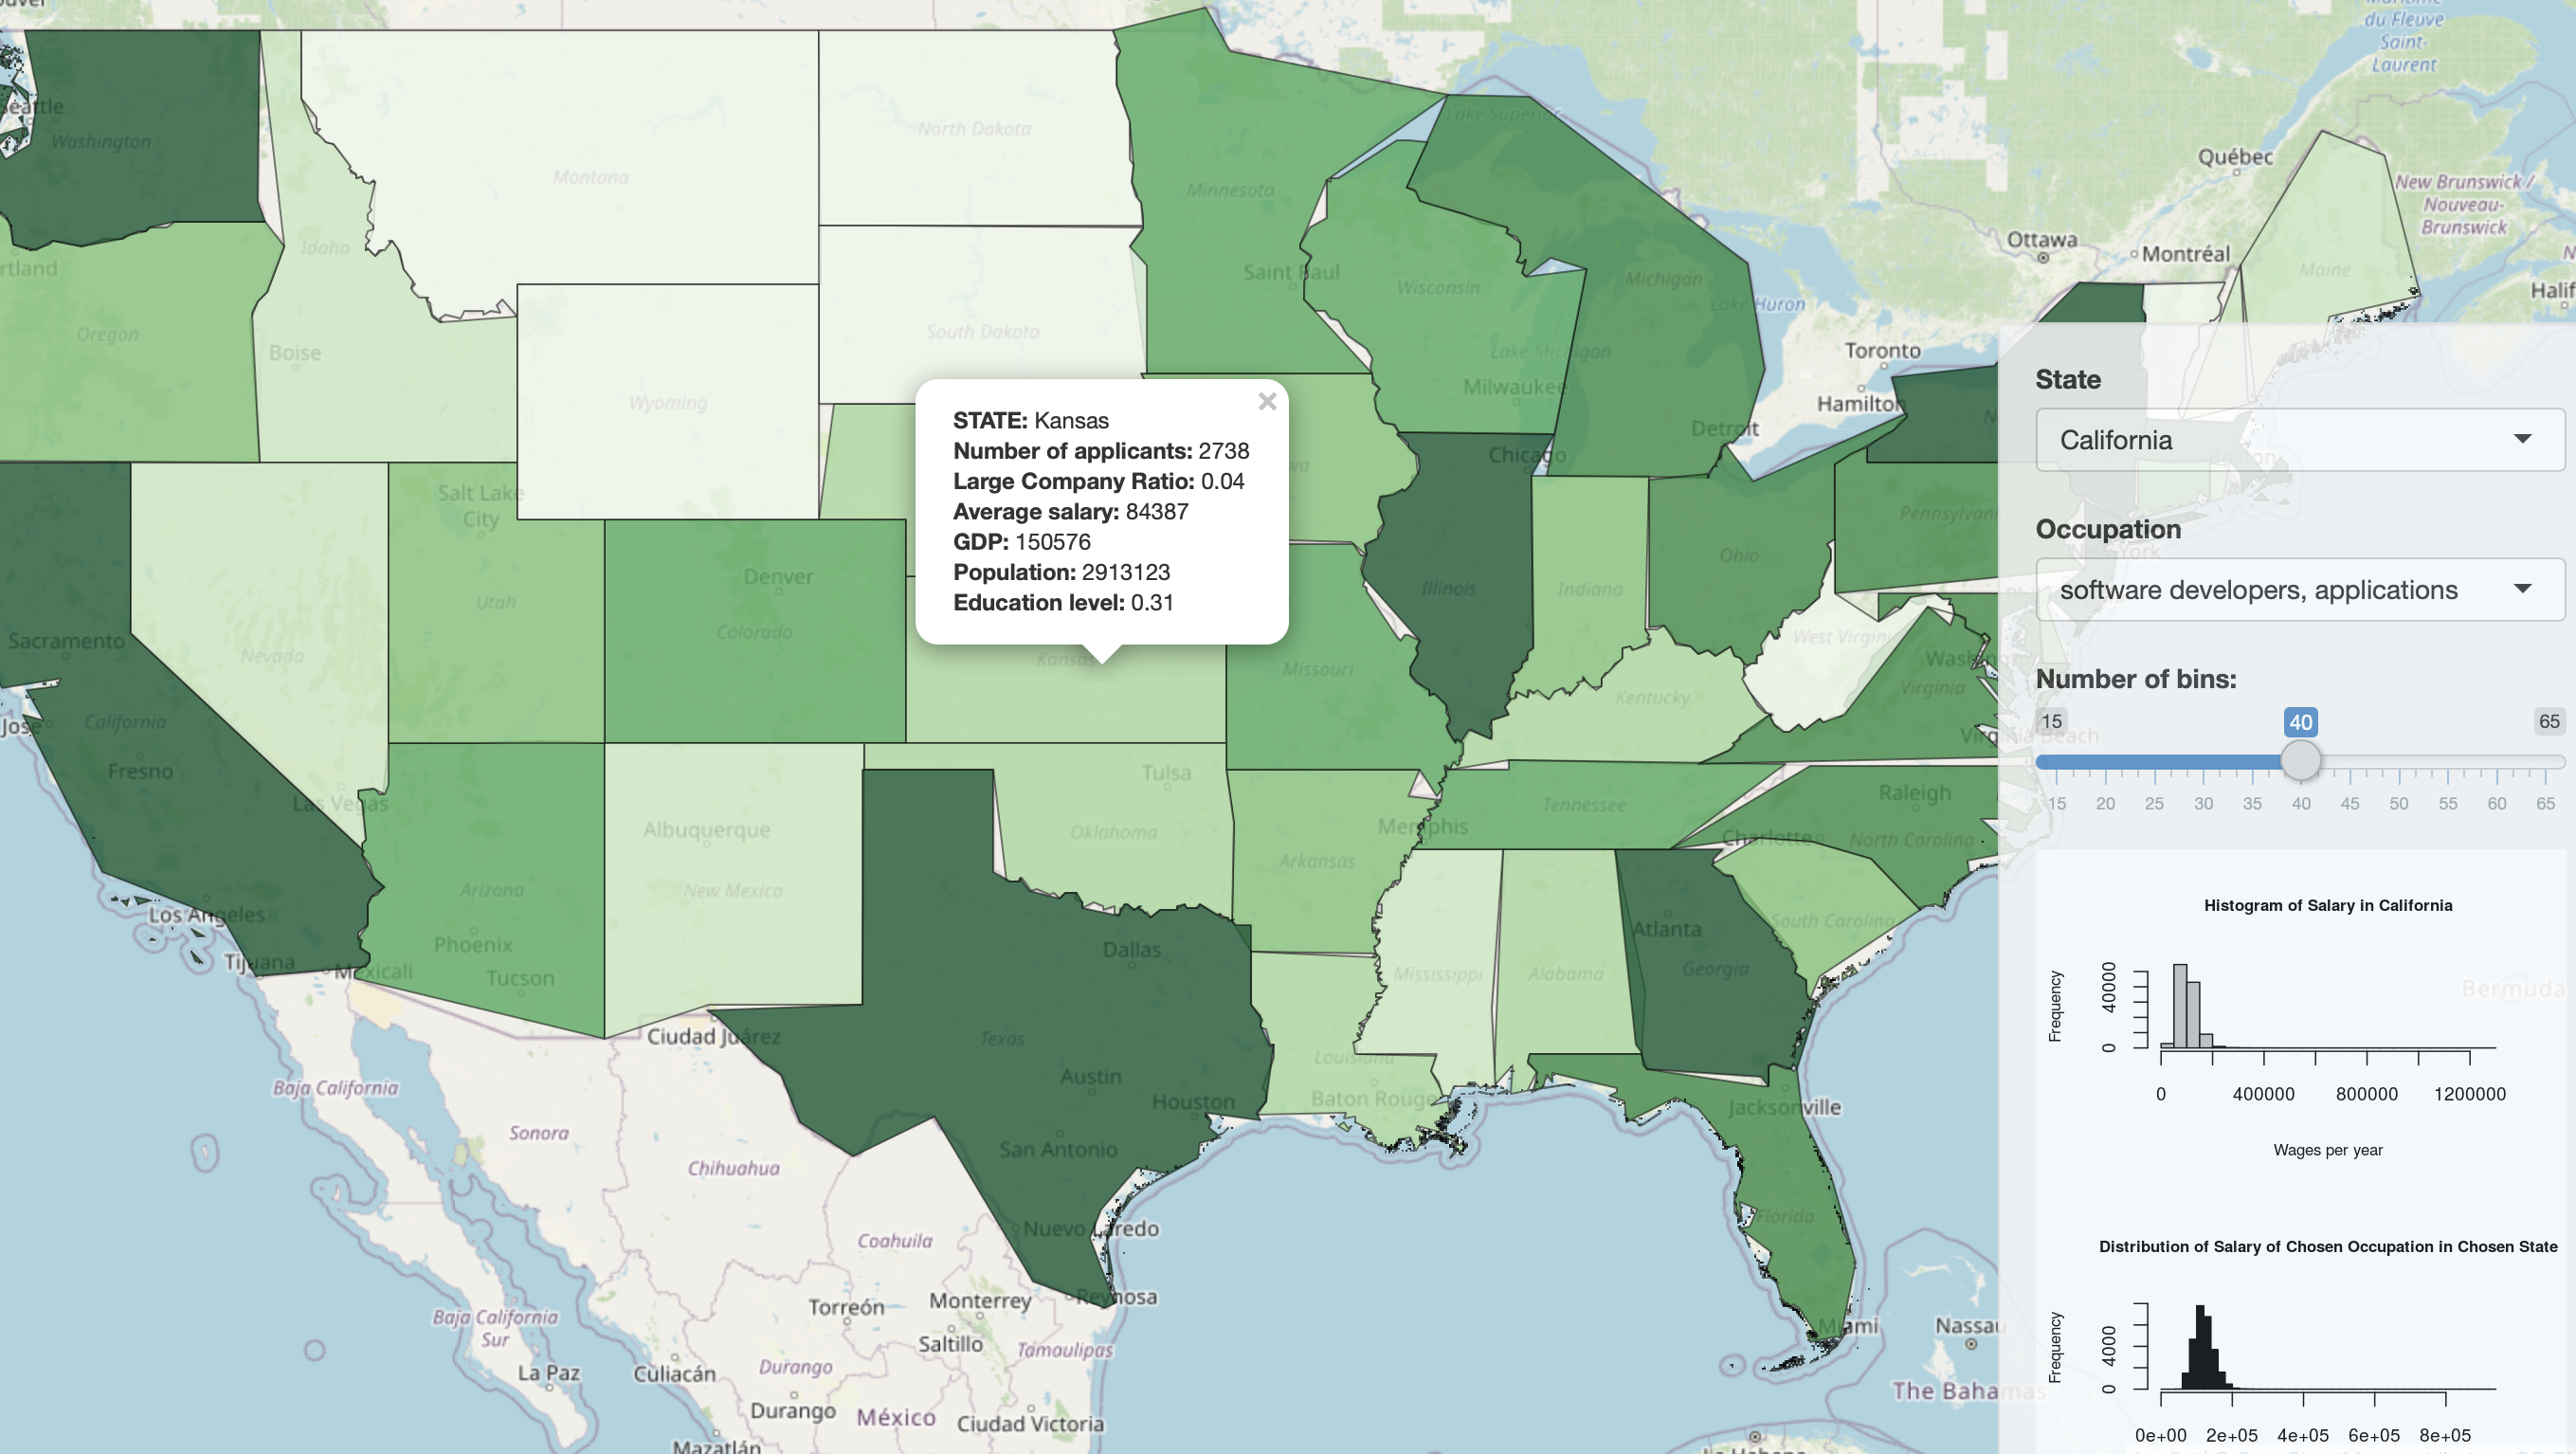 du Fleuve
Saint-
Laurent
Québec
New Brunswick /
Nouveau-
Brunswick
Ottawa
Montréal
Maine
Halif
Seattle
Washington
Montana
North Dakota
Lake Superior
Minnesota
Idaho
rtland
Saint Paul
Wisconsin
Michigan
Lake Huron
Oregon
Boise
South Dakota
Lake Michigan
Toronto
Milwaukee
Hamilton
Wyoming
Detroit
Chicago
Salt Lake
City
Pennsylvan
Denver
Ohio
Utah
Illinois
Indiana
Colorado
Sacramento
Nevada
Kansas
Missouri
West Virgini
Washin
Virginia
Kentucky
Jose
California
Virginia Beach
Fresno
Las Vegas
Tulsa
Raleigh
Albuquerque
Oklahoma
Memphis
Tennessee
Charlotte
North Carolina
Arkansas
Arizona
New Mexico
Los Angeles
Phoenix
Dallas
Atlanta
South Carolina
Tijuana
Mexicali
Tucson
Mississippi
Alabama
Georgia
Bermuda
Ciudad Juárez
Texas
Louisiana
Baja California
Austin
Houston
Baton Rouge
Jacksonville
Sonora
Chihuahua
San Antonio
Coahuila
Nuevo Laredo
Florida
Baja California
Sur
Torreón
Monterrey
Reynosa
La Paz
Culiacán
Durango
Saltillo
Tamaulipas
Miami
Nassau
Durango
México
Ciudad Victoria
The Bahamas
Mazatlán
La Habana
STATE: Kansas
Number of applicants: 2738
Large Company Ratio: 0.04
Average salary: 84387
GDP: 150576
Population: 2913123
Education level: 0.31
×
State
California
Occupation
software developers, applications
Number of bins:
15 40 65
15 20 25 30 35 40 45 50 55 60 65
Histogram of Salary in California
Frequency
0 40000
0 400000 800000 1200000
Wages per year
Distribution of Salary of Chosen Occupation in Chosen State
Frequency
0 4000
0e+00 2e+05 4e+05 6e+05 8e+05